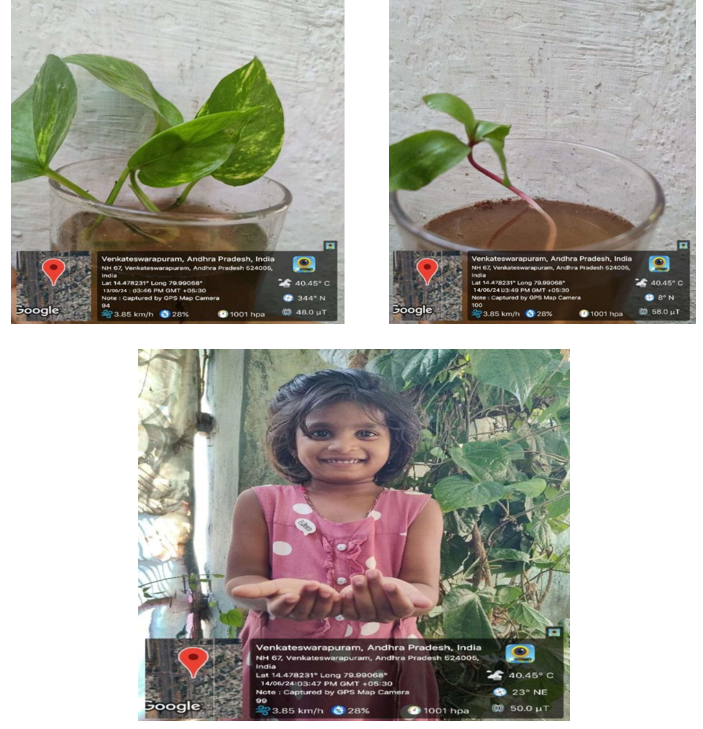 Venkateswarapuram, Andhra Pradesh, India
NH 67, Venkateswarapuram, Andhra Pradesh 624005,
India
Lat 14.478231° Long 79.99060°
13/06/24 : 03:46 PM GMT +05:30
Note : Captured by GPS Map Camera
94
Google
40.45° C
344° N
3.85 km/h 28% 1001 hpa 48.0 µT
Venkateswarapuram, Andhra Pradesh, India
NH 67, Venkateswarapuram, Andhra Pradesh 624005,
India
Lat 14.478231° Long 79.99068°
14/06/24 :03:49 PM GMT +05:30
Note : Captured by GPS Map Camera
100
Google
40.45° C
8° N
3.85 km/h 28% 1001 hpa 58.0 µT
Venkateswarapuram, Andhra Pradesh, India
NH 67, Venkateswarapuram, Andhra Pradesh 624005,
India
Lat 14.478231° Long 79.99068°
14/06/24:03:47 PM GMT +05:30
Note : Captured by GPS Map Camera
99
Google
40.45° C
23° NE
3.85 km/h 28% 1001 hpa 50.0 µT